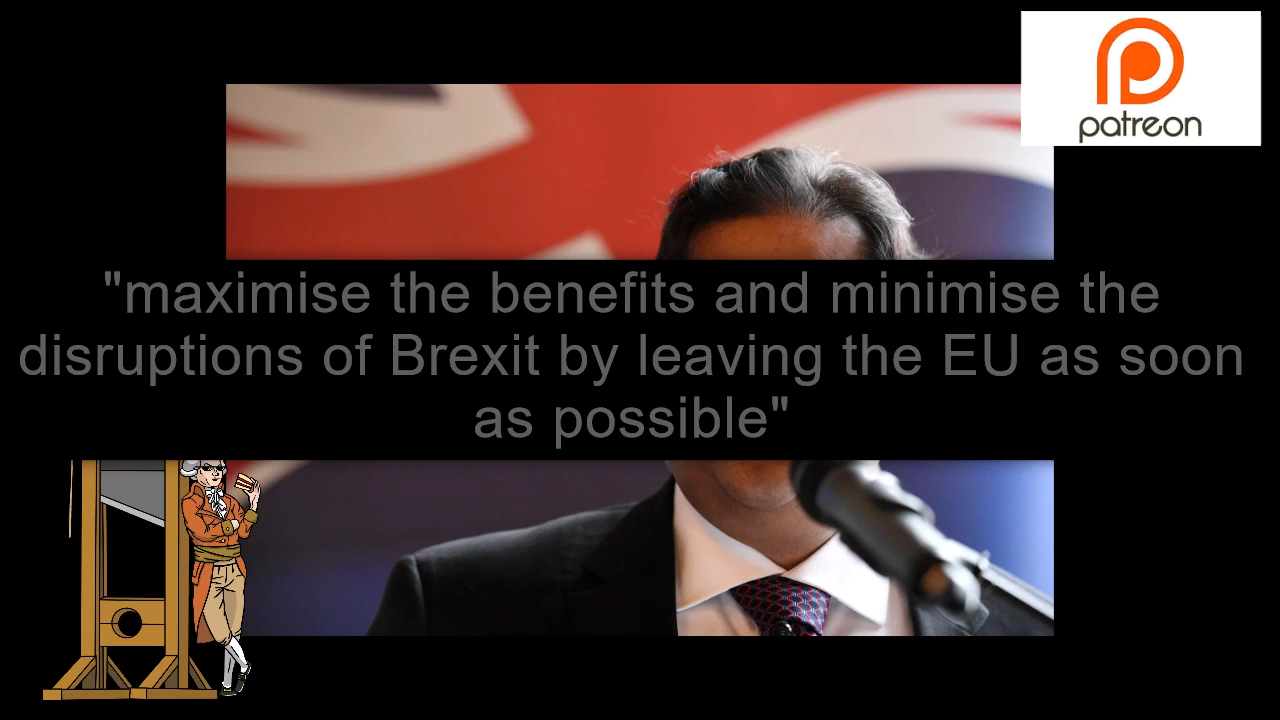 patreon
"maximise the benefits and minimise the
disruptions of Brexit by leaving the EU as soon
as possible"